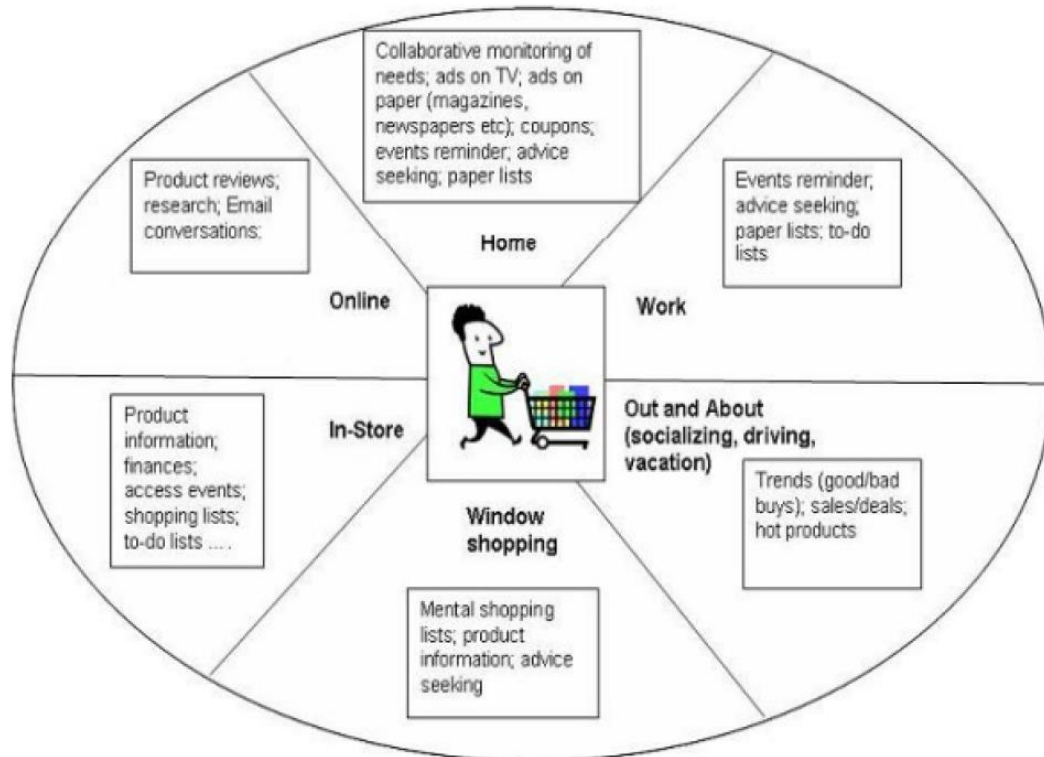 Collaborative monitoring of
needs; ads on TV; ads on
paper (magazines,
newspapers etc); coupons;
events reminder; advice
seeking; paper lists
Home
Product reviews;
research; Email
conversations;
Online
Events reminder;
advice seeking;
paper lists; to-do
lists
Work
In-Store
Product
information;
finances;
access events;
shopping lists;
to-do lists ....
Out and About
(socializing, driving,
vacation)
Trends (good/bad
buys); sales/deals;
hot products
Window
shopping
Mental shopping
lists; product
information; advice
seeking